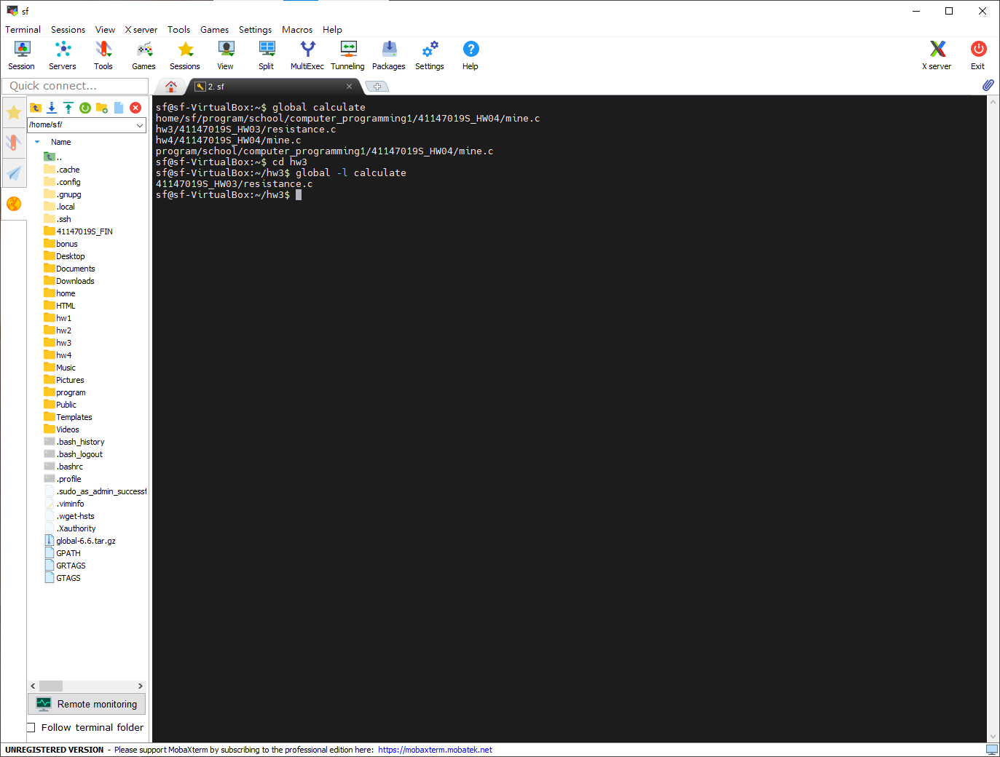 sf
Terminal Sessions View X server Tools Games Settings Macros Help
Session Servers Tools Games Sessions View Split MultiExec Tunneling Packages Settings Help X server Exit
Quick connect...
2. sf
/home/sf/
Name
..
.cache
.config
.gnupg
.local
.ssh
41147019S_FIN
bonus
Desktop
Documents
Downloads
home
HTML
hw1
hw2
hw3
hw4
Music
Pictures
program
Public
Templates
Videos
.bash_history
.bash_logout
.bashrc
.profile
.sudo_as_admin_successf
.viminfo
.wget-hsts
.Xauthority
global-6.6.tar.gz
GPATH
GRTAGS
GTAGS
Remote monitoring
Follow terminal folder
sf@sf-VirtualBox:~$ global calculate
home/sf/program/school/computer_programming1/41147019S_HW04/mine.c
hw3/41147019S_HW03/resistance.c
hw4/41147019S_HW04/mine.c
program/school/computer_programming1/41147019S_HW04/mine.c
sf@sf-VirtualBox:~$ cd hw3
sf@sf-VirtualBox:~/hw3$ global -l calculate
41147019S_HW03/resistance.c
sf@sf-VirtualBox:~/hw3$
UNREGISTERED VERSION - Please support MobaXterm by subscribing to the professional edition here: https://mobaxterm.mobatek.net